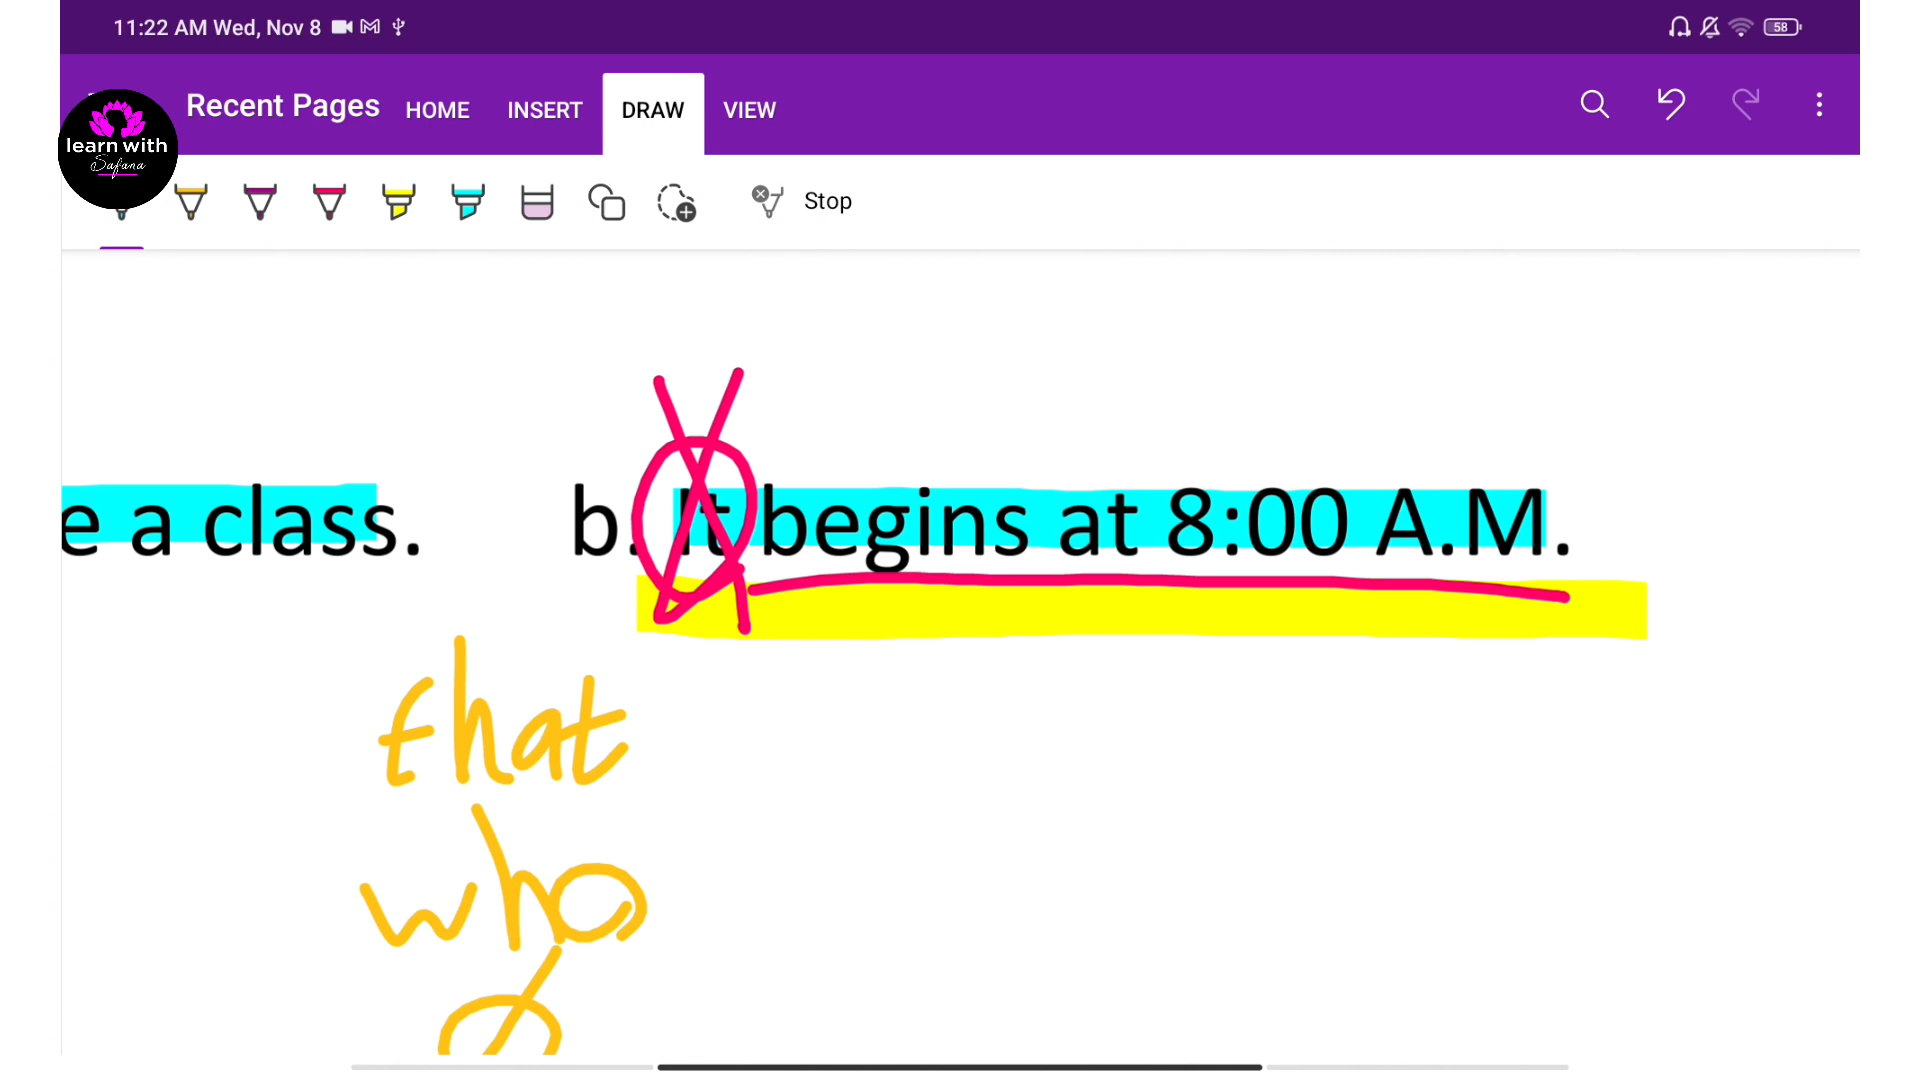 11:22 AM Wed, Nov 8
58
learn with
Safana
Recent Pages HOME INSERT DRAW VIEW
Stop
e a class. b. It begins at 8:00 A.M.
that
who